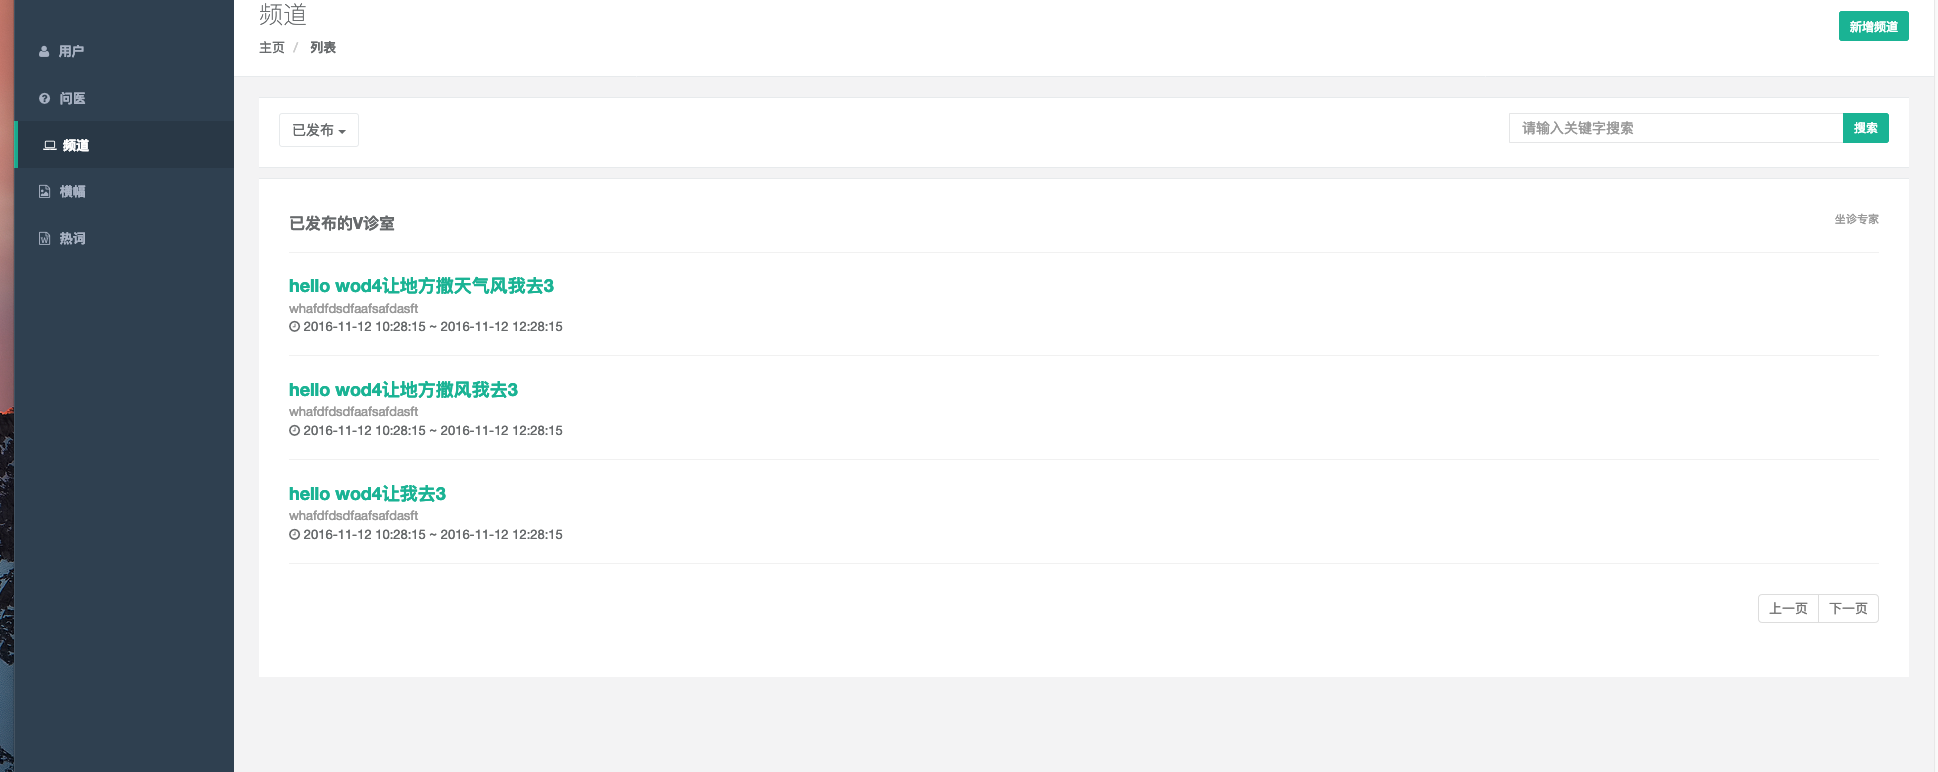 用户
问医
频道
横幅
热词
频道
主页 / 列表
新增频道
已发布
请输入关键字搜索
搜索
已发布的V诊室
坐诊专家
hello wod4让地方撒天气风我去3
whafdfdsdfaafsafdasft
2016-11-12 10:28:15 ~ 2016-11-12 12:28:15
hello wod4让地方撒风我去3
whafdfdsdfaafsafdasft
2016-11-12 10:28:15 ~ 2016-11-12 12:28:15
hello wod4让我去3
whafdfdsdfaafsafdasft
2016-11-12 10:28:15 ~ 2016-11-12 12:28:15
上一页 下一页